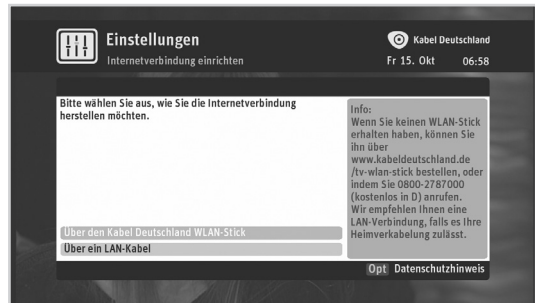 Einstellungen
Internetverbindung einrichten
Kabel Deutschland
Fr 15. Okt 06:58
Bitte wählen Sie aus, wie Sie die Internetverbindung
herstellen möchten.
Über den Kabel Deutschland WLAN-Stick
Über ein LAN-Kabel
Info:
Wenn Sie keinen WLAN-Stick
erhalten haben, können Sie
ihn über
www.kabeldeutschland.de
/tv-wlan-stick bestellen, oder
indem Sie 0800-2787000
(kostenlos in D) anrufen.
Wir empfehlen Ihnen eine
LAN-Verbindung, falls es Ihre
Heimverkabelung zulässt.
Opt Datenschutzhinweis